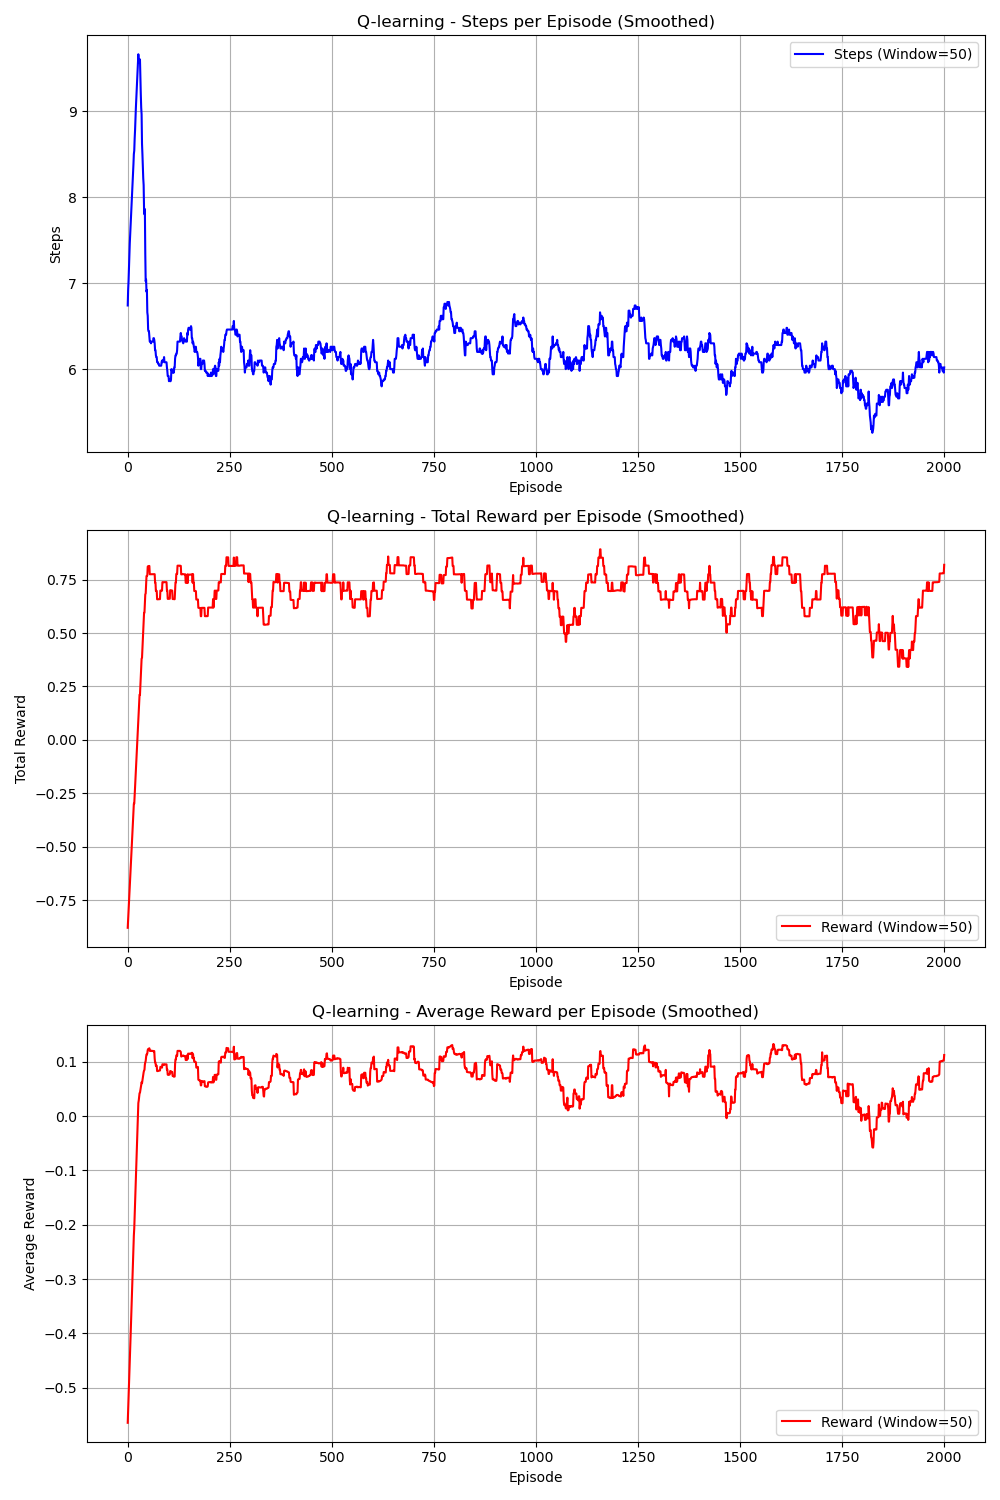 Q-learning - Steps per Episode (Smoothed)
Steps (Window=50)
9
8
7
6
Steps
0 250 500 750 1000 1250 1500 1750 2000
Episode
Q-learning - Total Reward per Episode (Smoothed)
0.75
0.50
0.25
0.00
−0.25
−0.50
−0.75
Total Reward
Reward (Window=50)
0 250 500 750 1000 1250 1500 1750 2000
Episode
Q-learning - Average Reward per Episode (Smoothed)
0.1
0.0
−0.1
−0.2
−0.3
−0.4
−0.5
Average Reward
Reward (Window=50)
0 250 500 750 1000 1250 1500 1750 2000
Episode